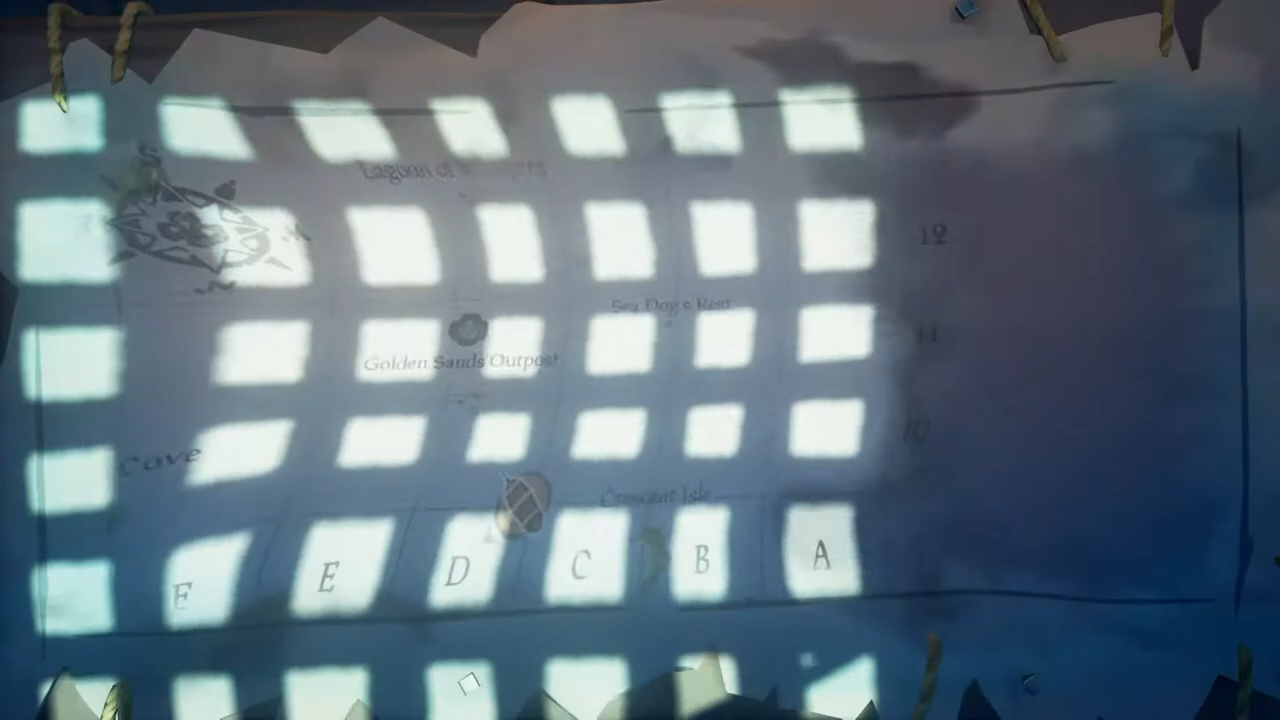 Lagoon of
12
Sea Dog's Rest
11
Golden Sands Outpost
10
Cove
Crescent Isle
F E D C B A